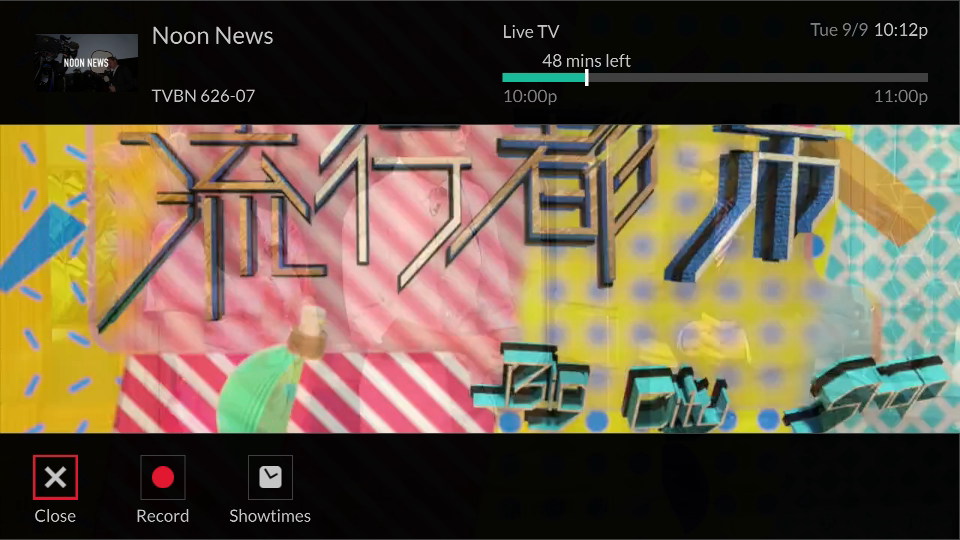 Noon News
Live TV
Tue 9/9 10:12p
NOON NEWS
48 mins left
TVBN 626-07
10:00p
11:00p
流行都市
Close
Record
Showtimes